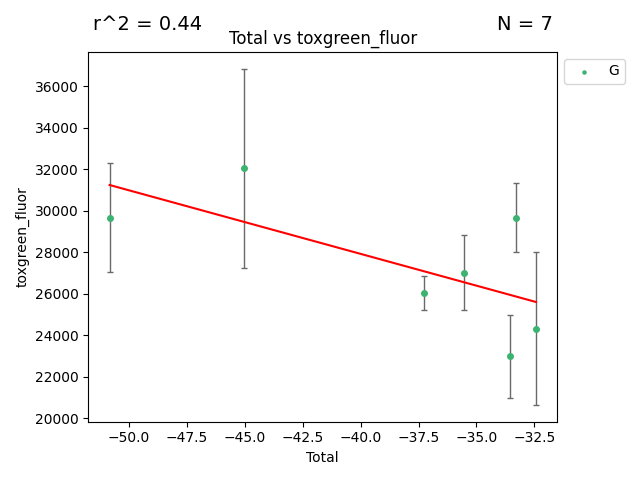 r^2 = 0.44
N = 7
Total vs toxgreen_fluor
G
toxgreen_fluor
36000
34000
32000
30000
28000
26000
24000
22000
20000
−50.0
−47.5
−45.0
−42.5
−40.0
−37.5
−35.0
−32.5
Total